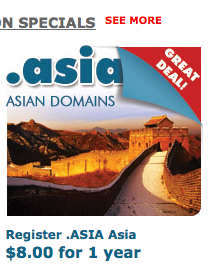 ON SPECIALS SEE MORE
.asia
GREAT
DEAL!
ASIAN DOMAINS
Register .ASIA Asia
$8.00 for 1 year